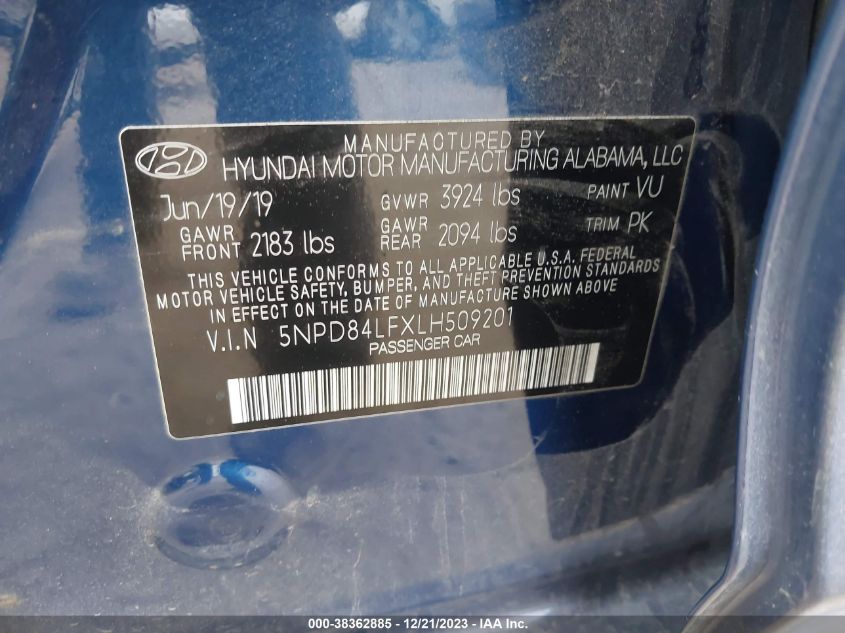 MANUFACTURED BY
HYUNDAI MOTOR MANUFACTURING ALABAMA, LLC
Jun/19/19 GVWR 3924 lbs PAINT VU
GAWR FRONT 2183 lbs GAWR REAR 2094 lbs TRIM PK
THIS VEHICLE CONFORMS TO ALL APPLICABLE U.S.A. FEDERAL
MOTOR VEHICLE SAFETY, BUMPER, AND THEFT PREVENTION STANDARDS
IN EFFECT ON THE DATE OF MANUFACTURE SHOWN ABOVE
V.I.N 5NPD84LFXLH509201
PASSENGER CAR
000-38362885 - 12/21/2023 - IAA Inc.